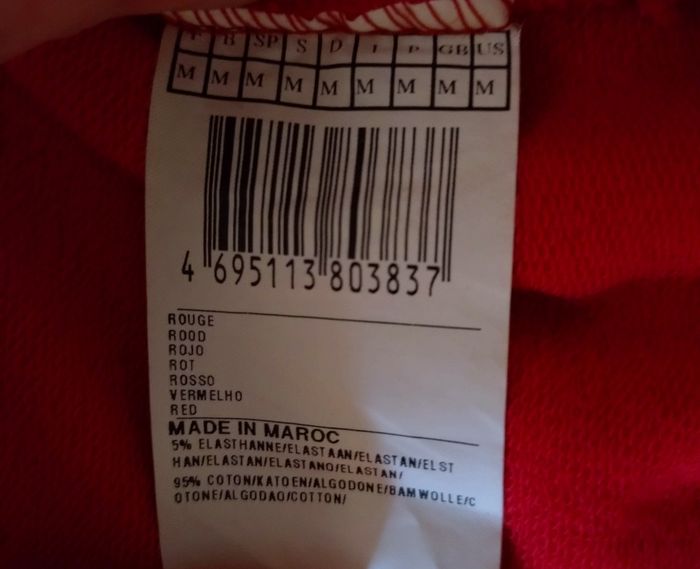 F B SP S D I P GB US
M M M M M M M M M
4 695113 803837
ROUGE
ROOD
ROJO
ROT
ROSSO
VERMELHO
RED
MADE IN MAROC
5% ELASTHANNE/ELASTAAN/ELASTAN/ELST
HAN/ELASTAN/ELASTANO/ELASTAN/
95% COTON/KATOEN/ALGODONE/BAMWOLLE/C
OTONE/ALGODAO/COTTON/